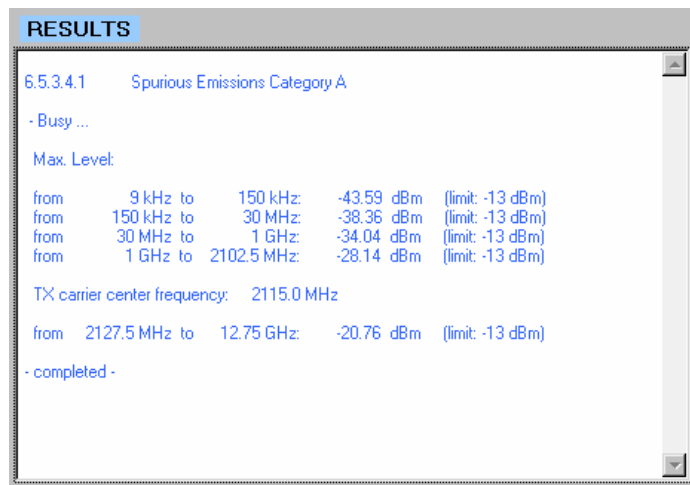 RESULTS
6.5.3.4.1 Spurious Emissions Category A
- Busy ...
Max. Level:
from 9 kHz to 150 kHz: -43.59 dBm (limit: -13 dBm)
from 150 kHz to 30 MHz: -38.36 dBm (limit: -13 dBm)
from 30 MHz to 1 GHz: -34.04 dBm (limit: -13 dBm)
from 1 GHz to 2102.5 MHz: -28.14 dBm (limit: -13 dBm)
TX carrier center frequency: 2115.0 MHz
from 2127.5 MHz to 12.75 GHz: -20.76 dBm (limit: -13 dBm)
- completed -